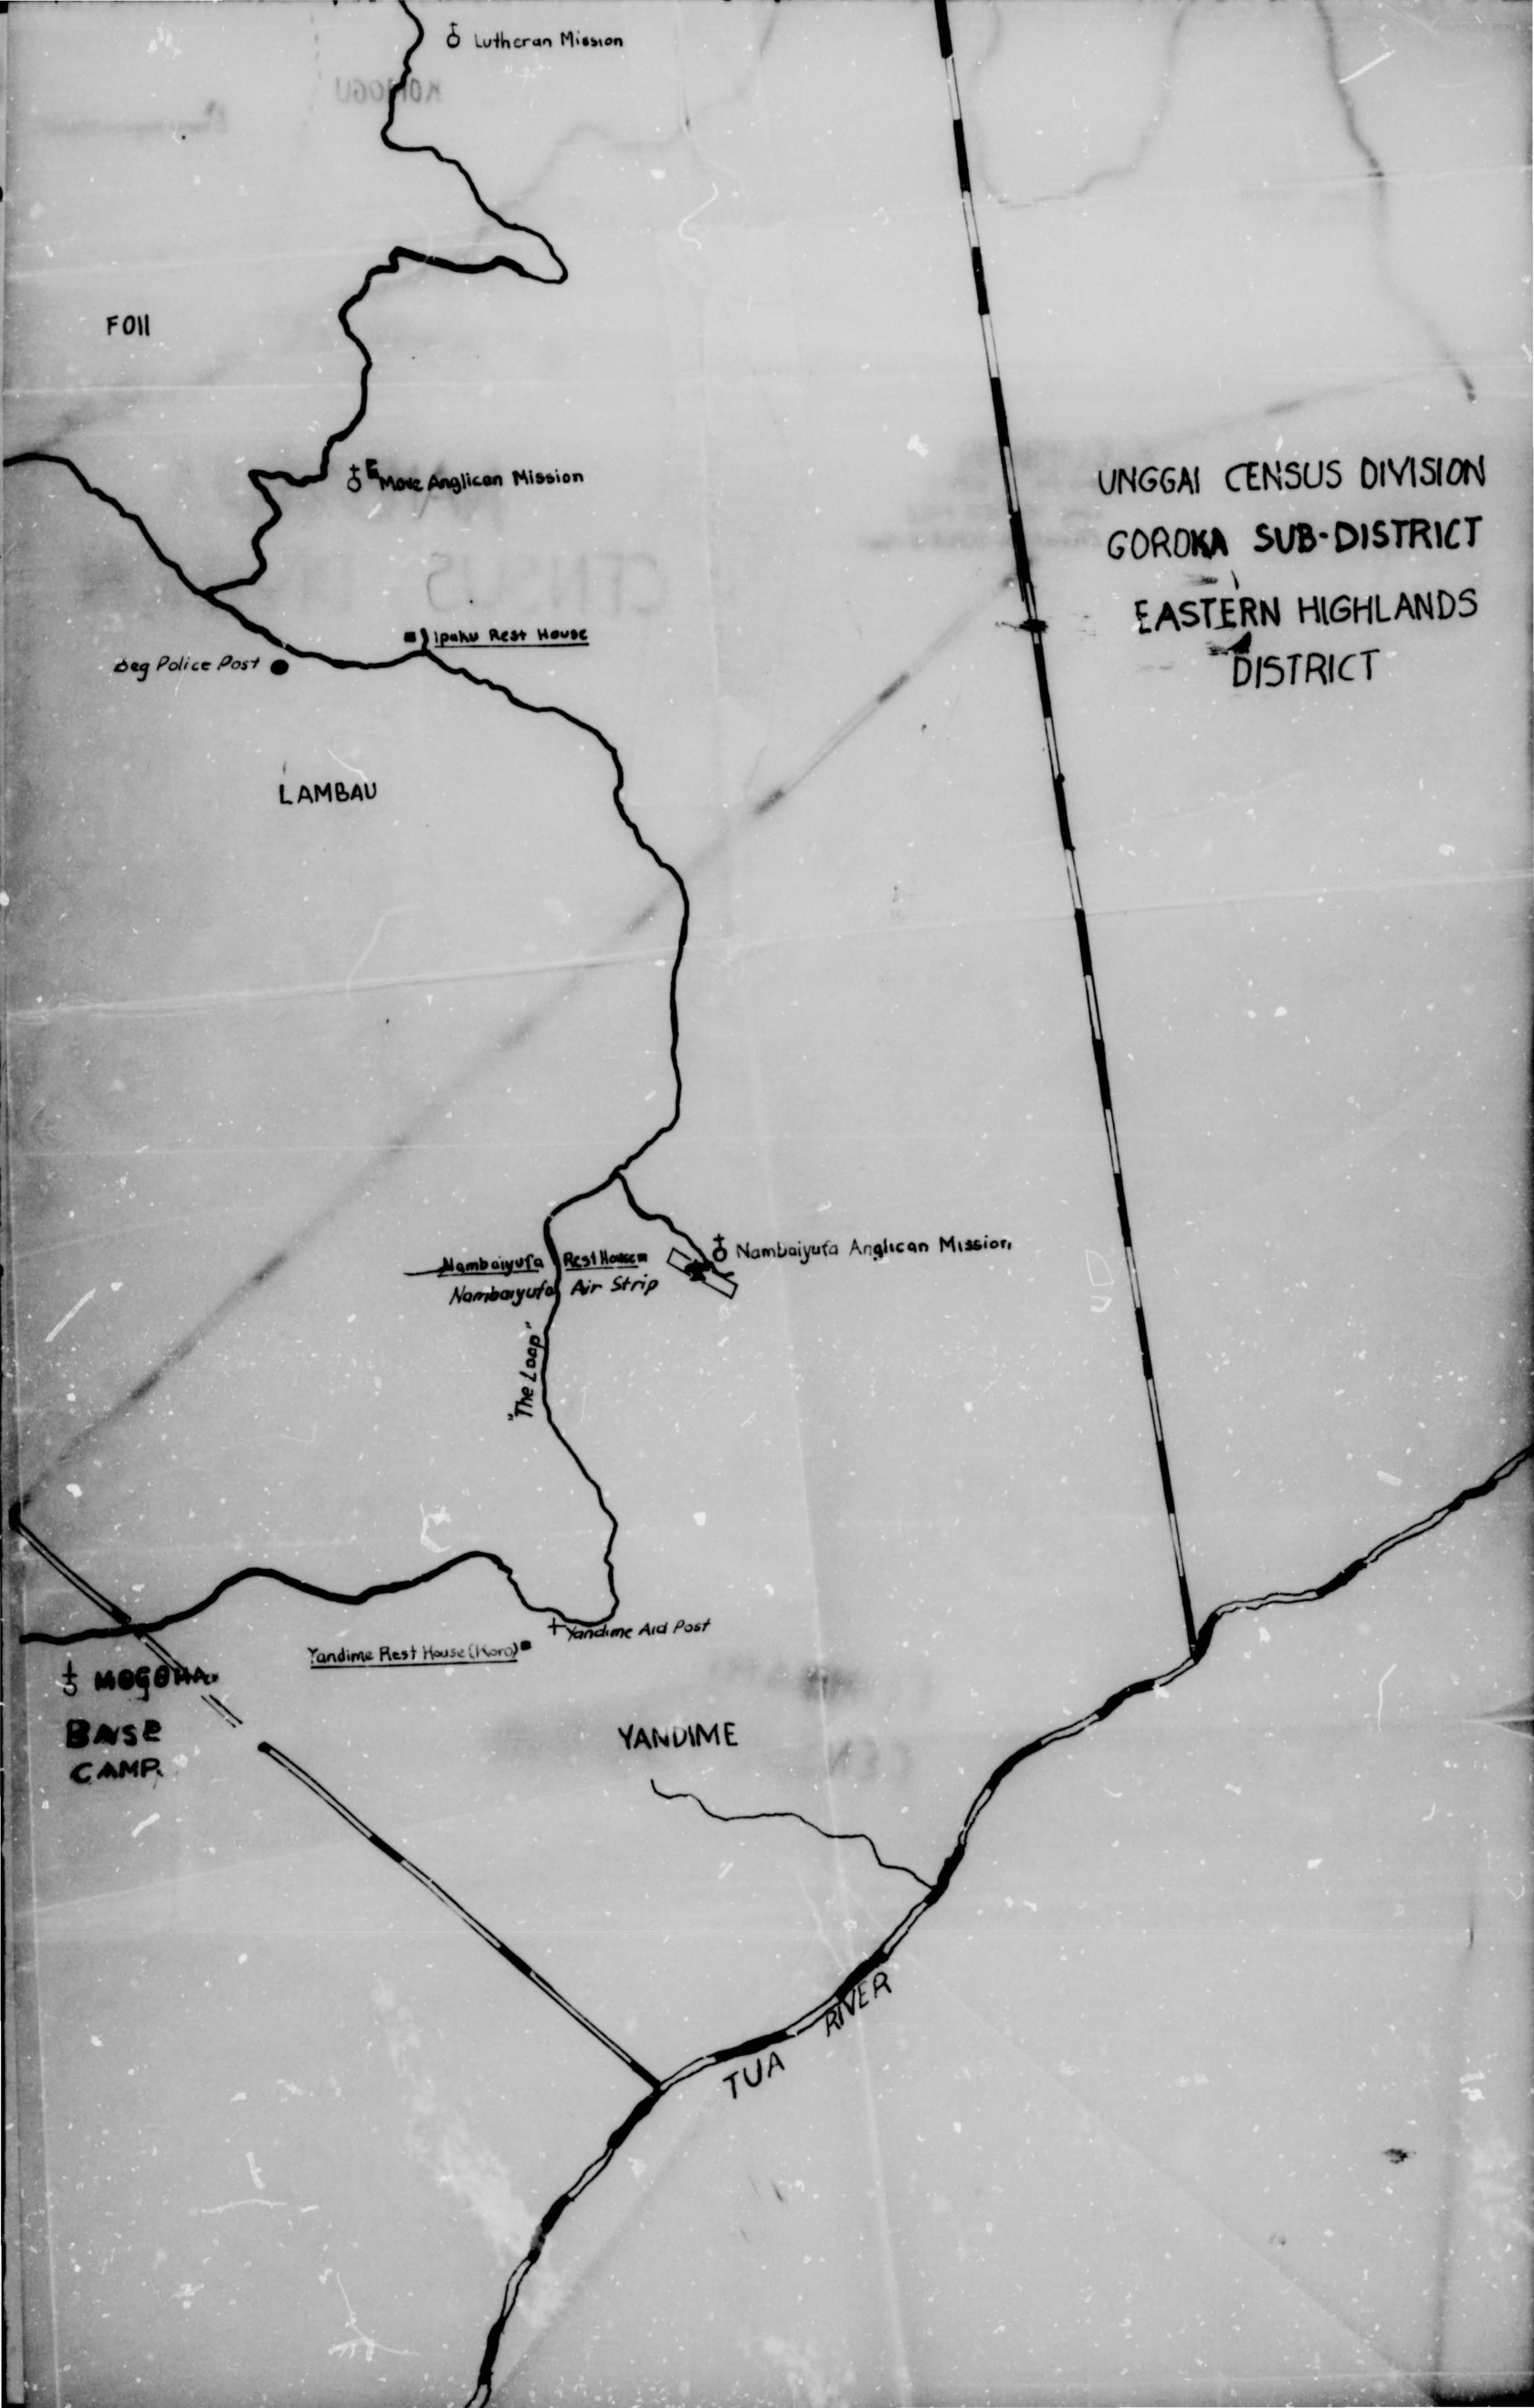 Lutheran Mission
FOII
Move Anglican Mission
UNGGAI CENSUS DIVISION
GOROKA SUB-DISTRICT
EASTERN HIGHLANDS
DISTRICT
Ipaku Rest House
Deg Police Post
LAMBAU
Nambaiyufa Anglican Mission
Nambaiyufa Rest House
Nambaiyufa Air Strip
"The Loop"
Yandime Aid Post
Yandime Rest House (Koro)
BASE
CAMP.
YANDIME
TUA RIVER